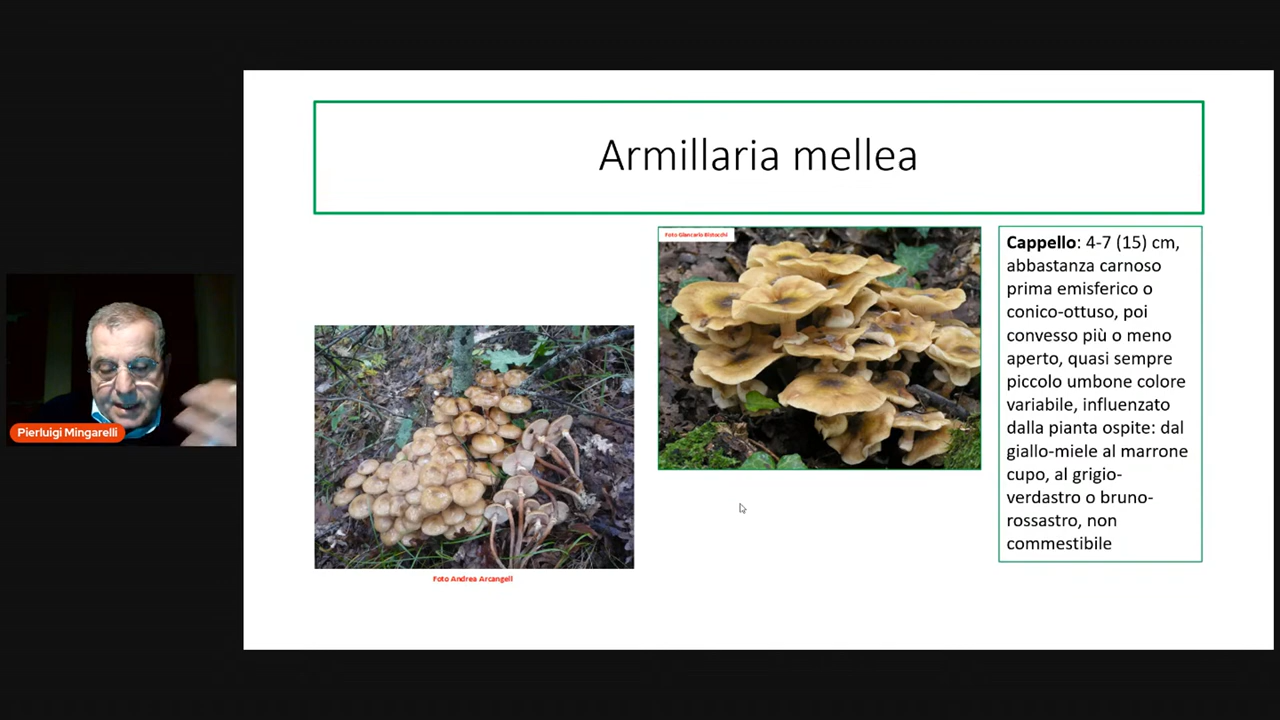 Armillaria mellea
Foto Giancarlo Bistocchi
Cappello: 4-7 (15) cm,
abbastanza carnoso
prima emisferico o
conico-ottuso, poi
convesso più o meno
aperto, quasi sempre
piccolo umbone colore
variabile, influenzato
dalla pianta ospite: dal
giallo-miele al marrone
cupo, al grigio-
verdastro o bruno-
rossastro, non
commestibile
Pierluigi Mingarelli
Foto Andrea Arcangeli